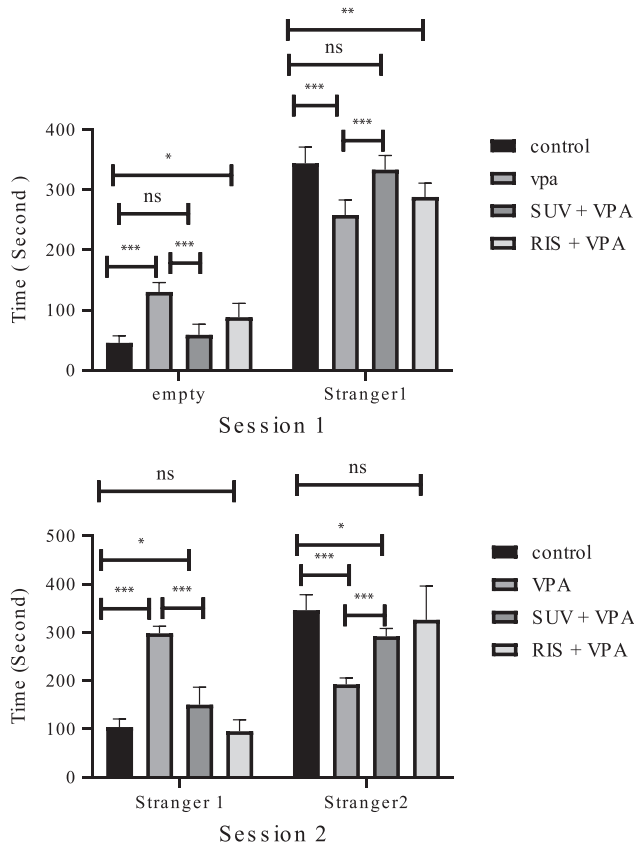 **
ns
***
***
*
ns
***
***
400
300
200
100
0
Time ( Second )
empty
Stranger1
Session 1
control
vpa
SUV + VPA
RIS + VPA
ns
ns
*
*
***
***
***
***
500
400
300
200
100
0
Time (Second)
Stranger 1
Stranger2
Session 2
control
VPA
SUV + VPA
RIS + VPA